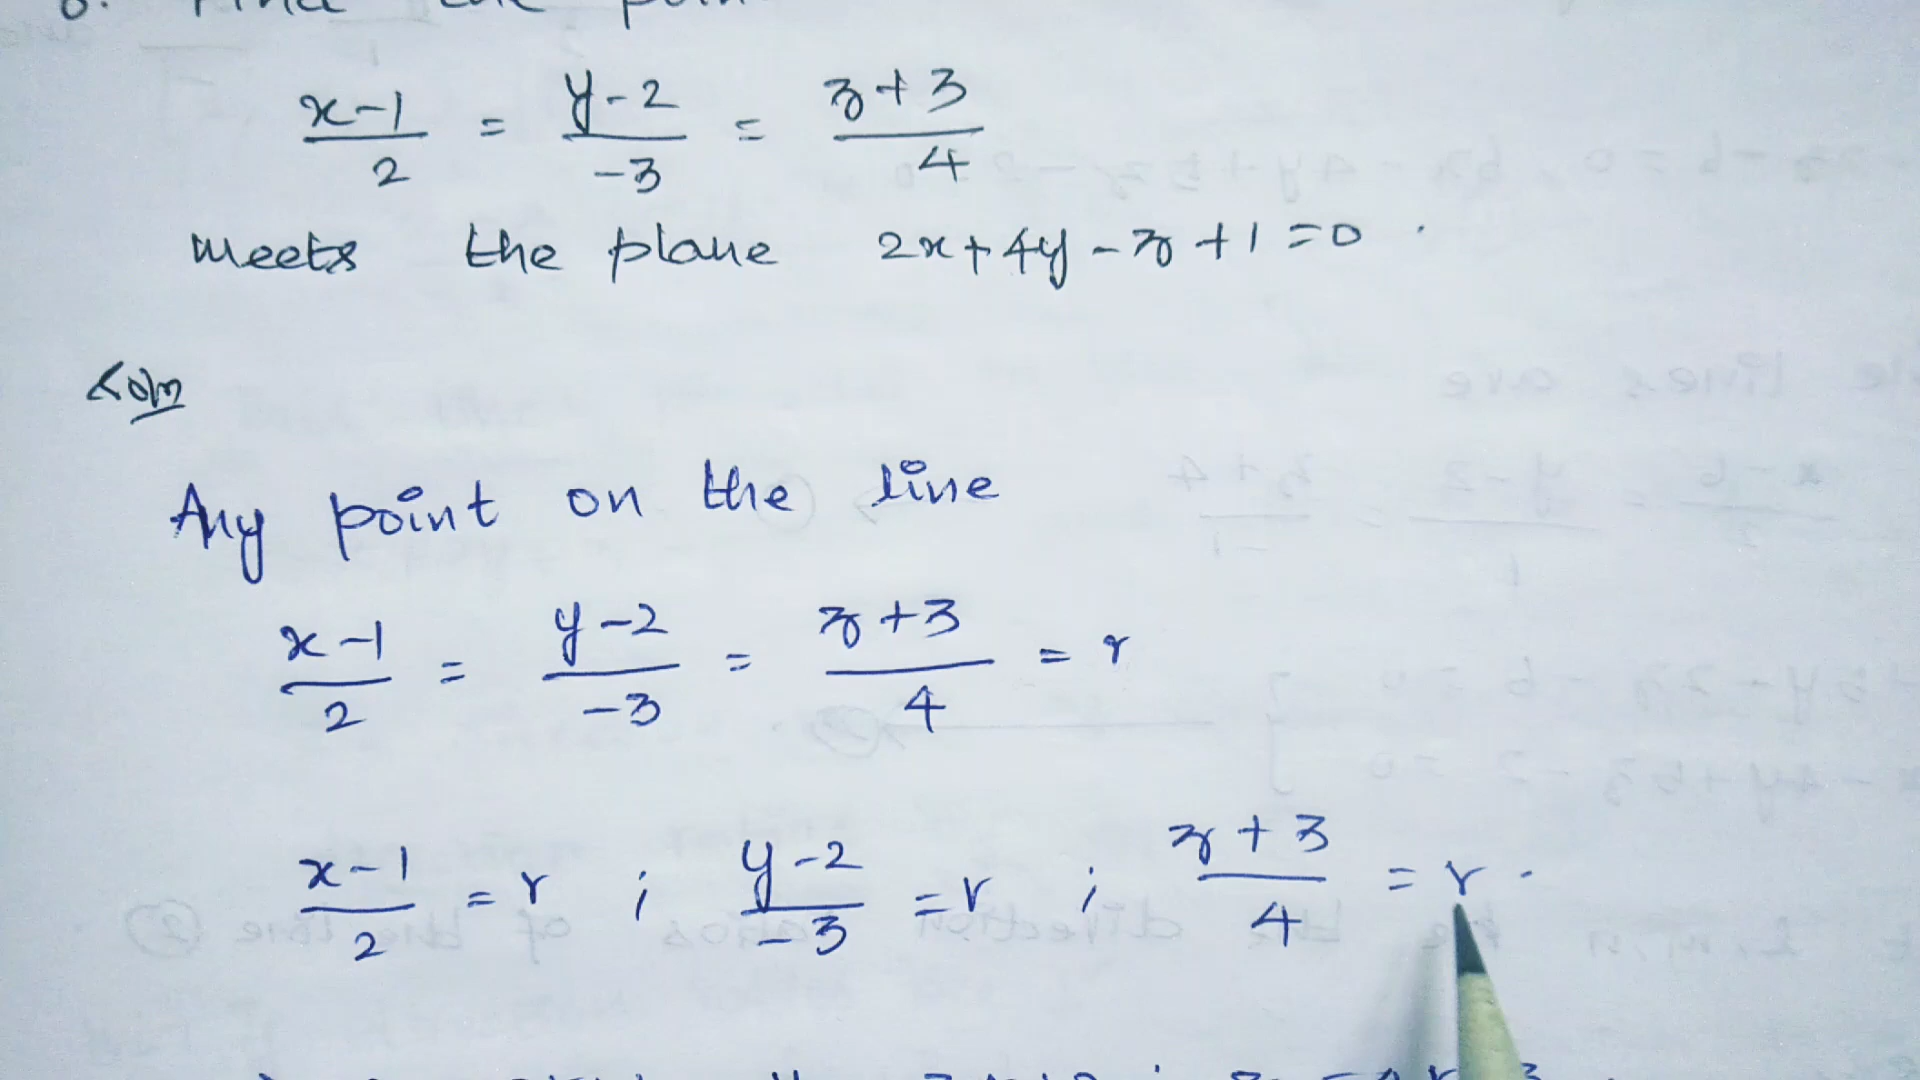 (x-1)/2 = (y-2)/-3 = (z+3)/4
meets the plane 2x+4y-z+1=0.
Soln
Any point on the line
(x-1)/2 = (y-2)/-3 = (z+3)/4 = r
(x-1)/2 = r ; (y-2)/-3 = r ; (z+3)/4 = r.